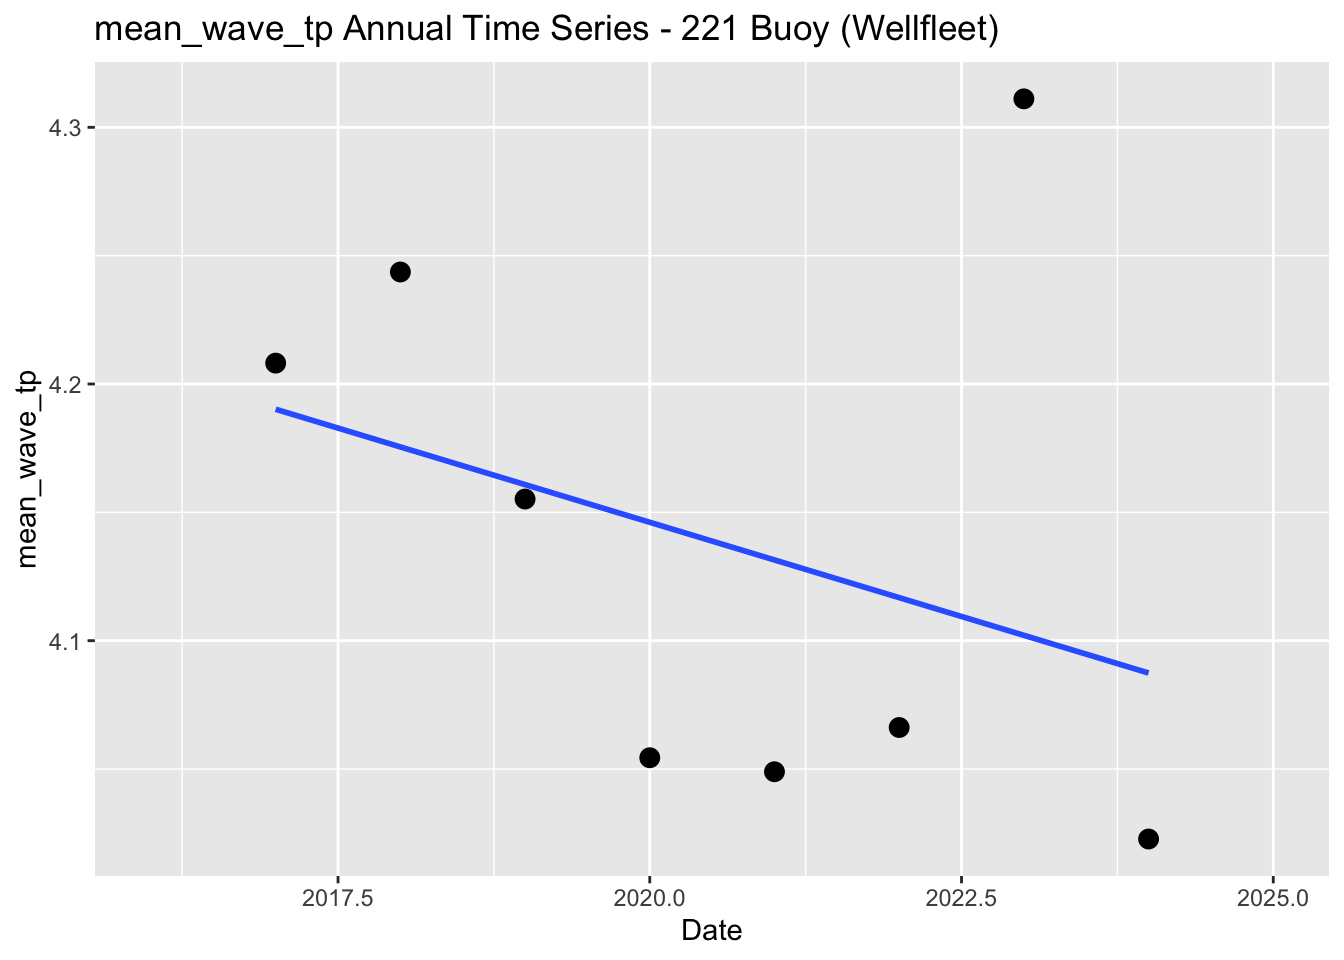 mean_wave_tp Annual Time Series - 221 Buoy (Wellfleet)
mean_wave_tp
4.3
4.2
4.1
2017.5
2020.0
2022.5
2025.0
Date